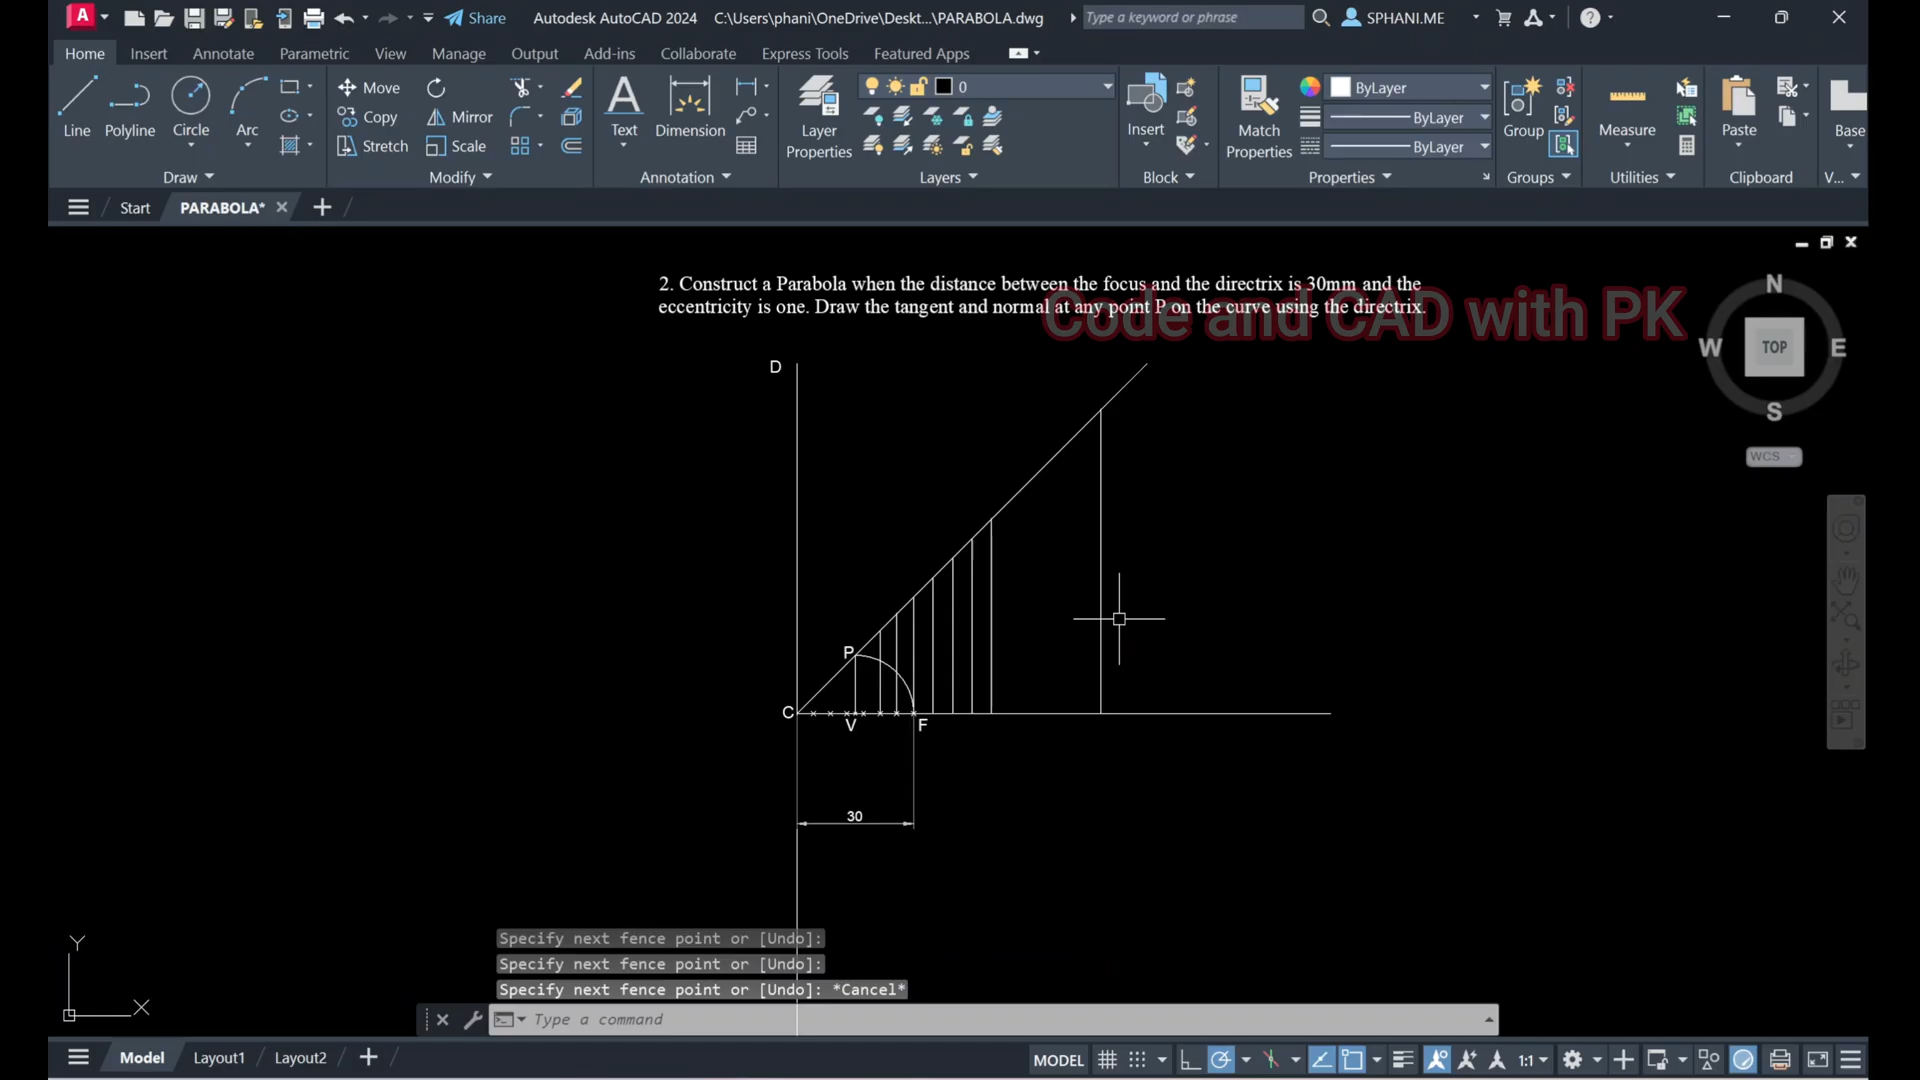 Share
Autodesk AutoCAD 2024 C:\Users\phani\OneDrive\Deskt...\PARABOLA.dwg
Type a keyword or phrase
SPHANI.ME
Home Insert Annotate Parametric View Manage Output Add-ins Collaborate Express Tools Featured Apps
Line Polyline Circle Arc
Move
Copy Mirror
Stretch Scale
Text Dimension
Layer
Properties
0
Insert
Match
Properties
ByLayer
ByLayer
ByLayer
Group Measure Paste Base
Draw Modify Annotation Layers Block Properties Groups Utilities Clipboard V...
Start PARABOLA*
2. Construct a Parabola when the distance between the focus and the directrix is 30mm and the
eccentricity is one. Draw the tangent and normal at any point P on the curve using the directrix.
Code and CAD with PK
N
W TOP E
S
WCS
D
P
C
V F
30
Y
X
Specify next fence point or [Undo]:
Specify next fence point or [Undo]:
Specify next fence point or [Undo]: *Cancel*
Type a command
Model Layout1 Layout2
MODEL 1:1